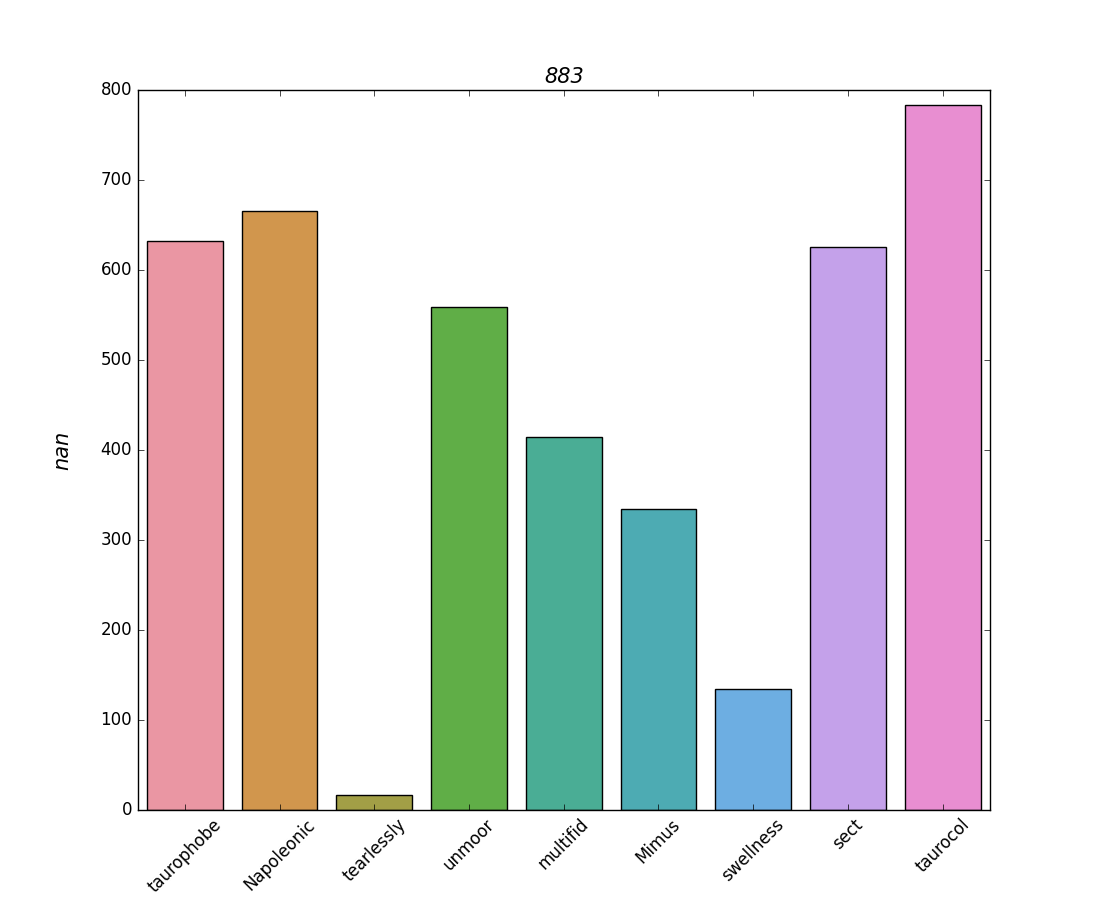 883
800
700
600
500
400
300
200
100
0
nan
taurophobe
Napoleonic
tearlessly
unmoor
multifid
Mimus
swellness
sect
taurocol